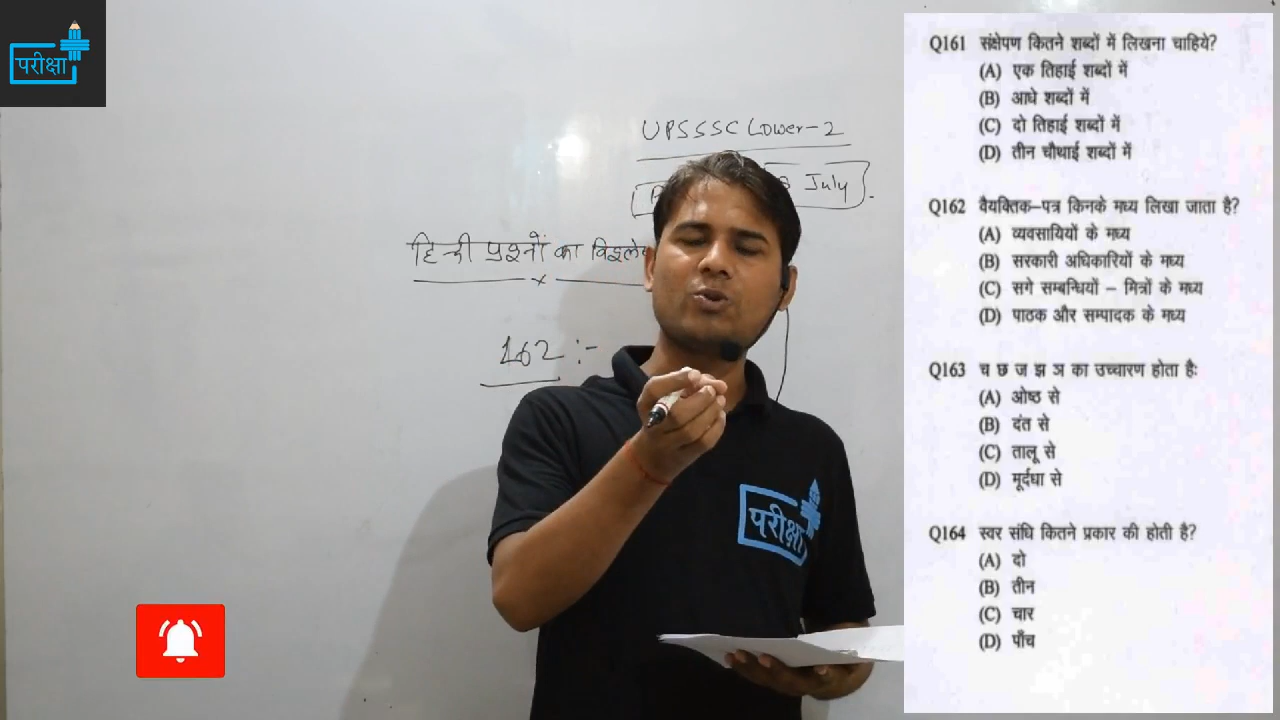 परीक्षा
UPSSSC Lower-2
July
हिन्दी प्रश्नों का
162 :-
परीक्षा
Q161 संक्षेपण कितने शब्दों में लिखना चाहिये?
(A) एक तिहाई शब्दों में
(B) आधे शब्दों में
(C) दो तिहाई शब्दों में
(D) तीन चौथाई शब्दों में
Q162 वैयक्तिक–पत्र किनके मध्य लिखा जाता है?
(A) व्यवसायियों के मध्य
(B) सरकारी अधिकारियों के मध्य
(C) सगे सम्बन्धियों – मित्रों के मध्य
(D) पाठक और सम्पादक के मध्य
Q163 च छ ज झ ञ का उच्चारण होता है:
(A) ओष्ठ से
(B) दंत से
(C) तालू से
(D) मूर्दधा से
Q164 स्वर संधि कितने प्रकार की होती है?
(A) दो
(B) तीन
(C) चार
(D) पाँच